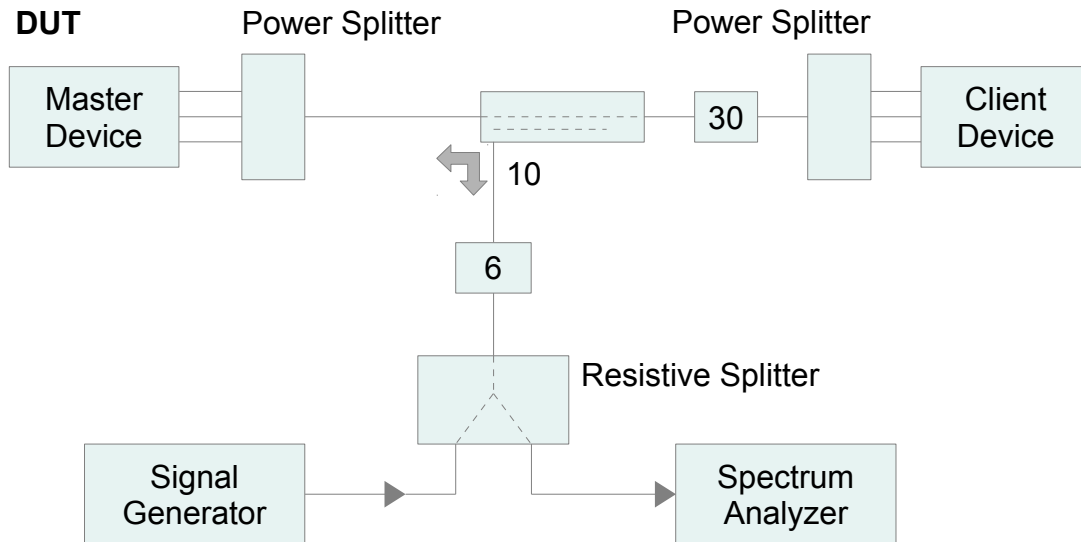 DUT
Power Splitter
Power Splitter
Master
Device
30
Client
Device
10
6
Resistive Splitter
Signal
Generator
Spectrum
Analyzer